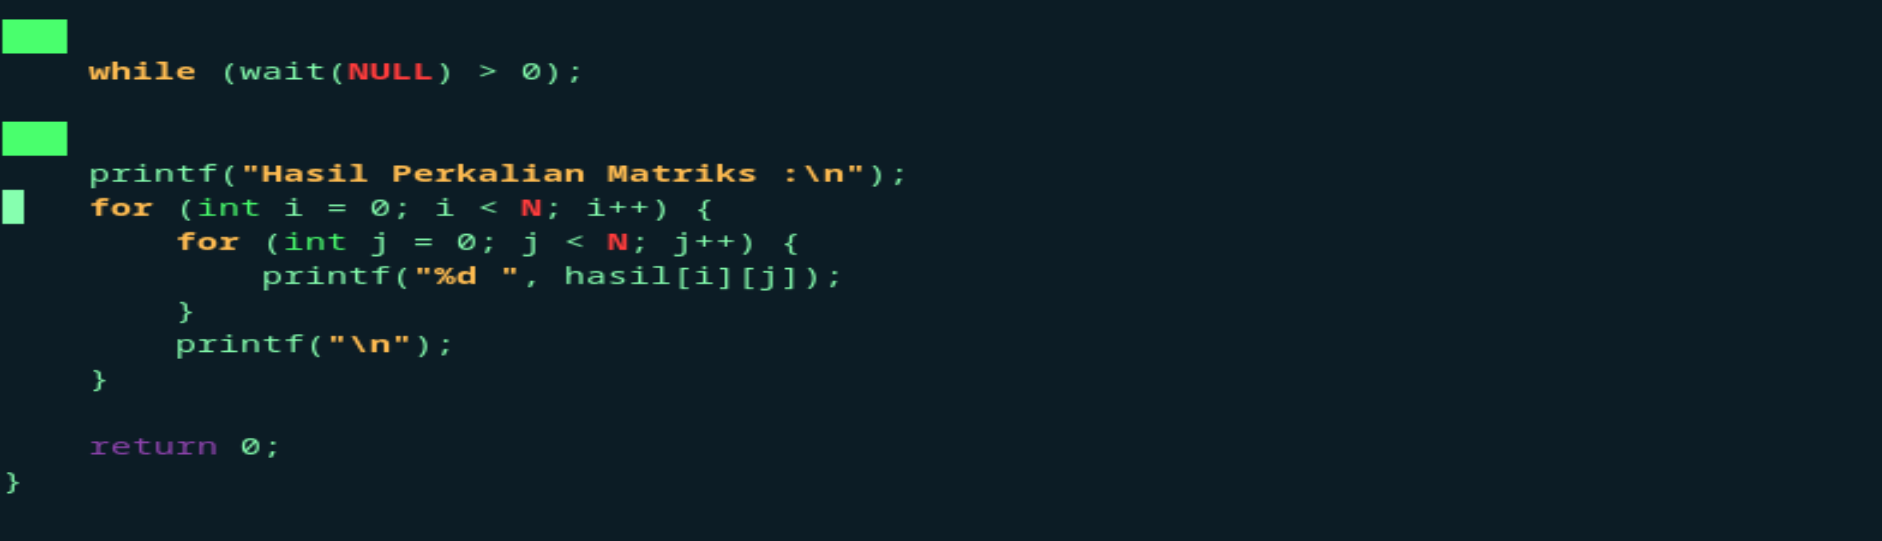 while (wait(NULL) > 0);
printf("Hasil Perkalian Matriks :\n");
for (int i = 0; i < N; i++) {
for (int j = 0; j < N; j++) {
printf("%d ", hasil[i][j]);
}
printf("\n");
}
return 0;
}